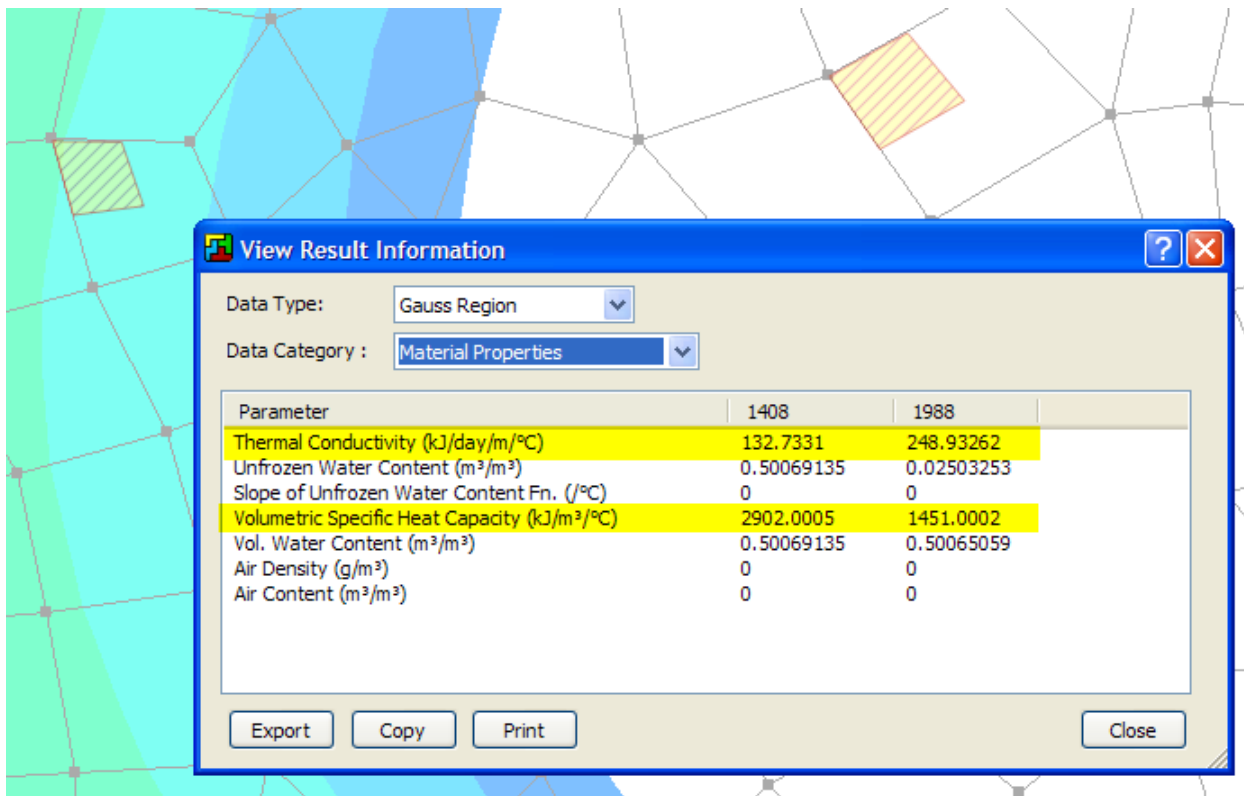 View Result Information
Data Type: Gauss Region
Data Category : Material Properties
Parameter 1408 1988
Thermal Conductivity (kJ/day/m/ºC) 132.7331 248.93262
Unfrozen Water Content (m³/m³) 0.50069135 0.02503253
Slope of Unfrozen Water Content Fn. (/ºC) 0 0
Volumetric Specific Heat Capacity (kJ/m³/ºC) 2902.0005 1451.0002
Vol. Water Content (m³/m³) 0.50069135 0.50065059
Air Density (g/m³) 0 0
Air Content (m³/m³) 0 0
Export Copy Print Close